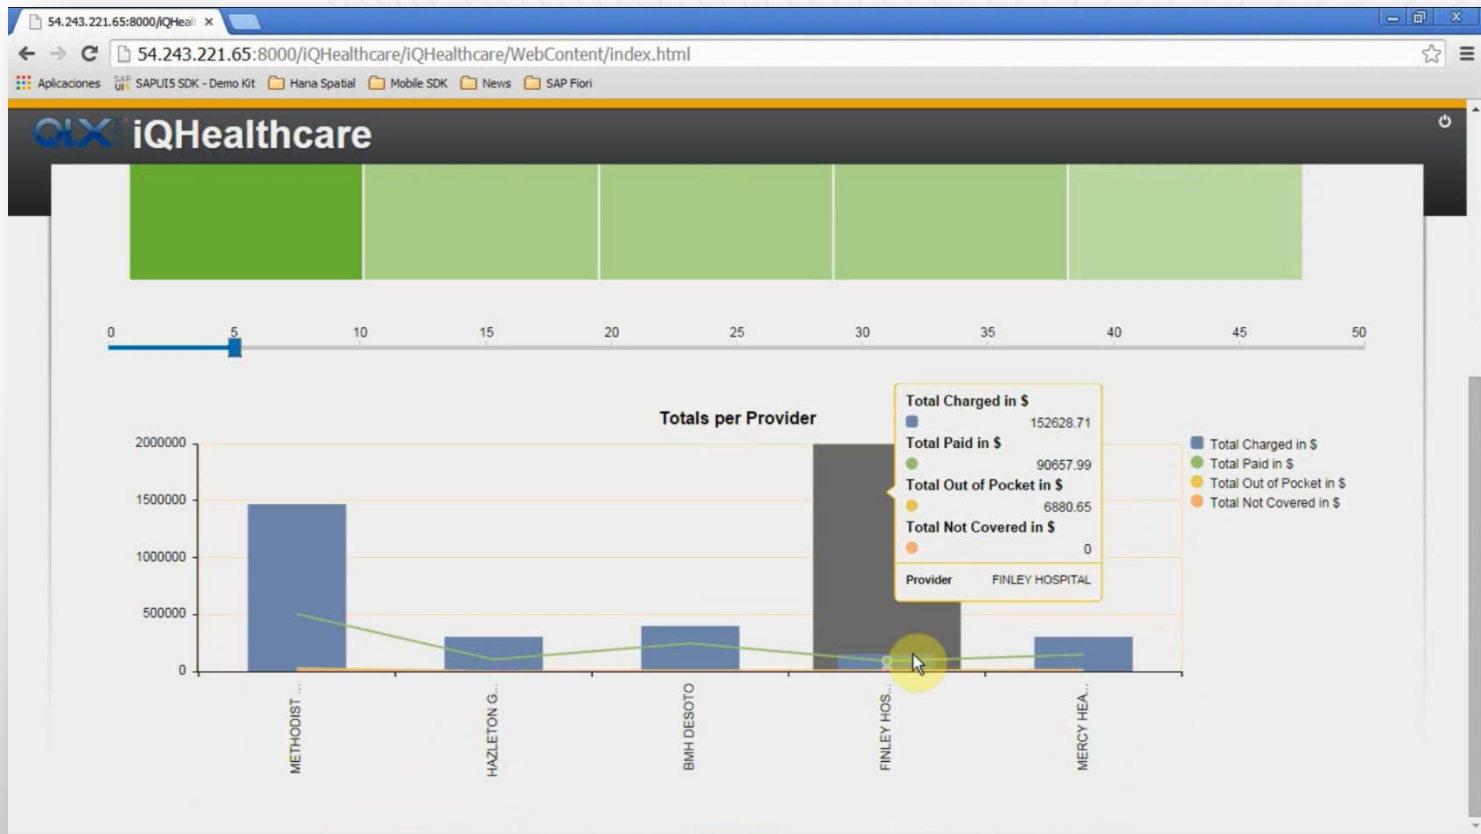 54.243.221.65:8000/iQHeal
54.243.221.65:8000/iQHealthcare/iQHealthcare/WebContent/index.html
Aplicaciones SAPUI5 SDK - Demo Kit Hana Spatial Mobile SDK News SAP Fiori
QLX iQHealthcare
0 5 10 15 20 25 30 35 40 45 50
Totals per Provider
2000000
1500000
1000000
500000
0
METHODIST ...
HAZLETON G...
BMH DESOTO
FINLEY HOS...
MERCY HEA...
Total Charged in $
152628.71
Total Paid in $
90657.99
Total Out of Pocket in $
6880.65
Total Not Covered in $
0
Provider FINLEY HOSPITAL
Total Charged in $
Total Paid in $
Total Out of Pocket in $
Total Not Covered in $